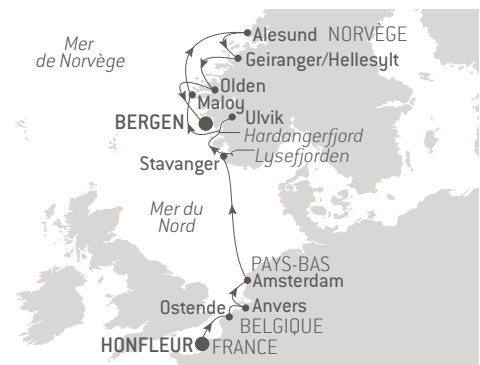 Alesund
NORVÈGE
Mer
de Norvège
Geiranger/Hellesylt
Olden
Maloy
Ulvik
BERGEN
Hardangerfjord
Lysefjorden
Stavanger
Mer du
Nord
PAYS-BAS
Amsterdam
Ostende
Anvers
BELGIQUE
HONFLEUR
FRANCE